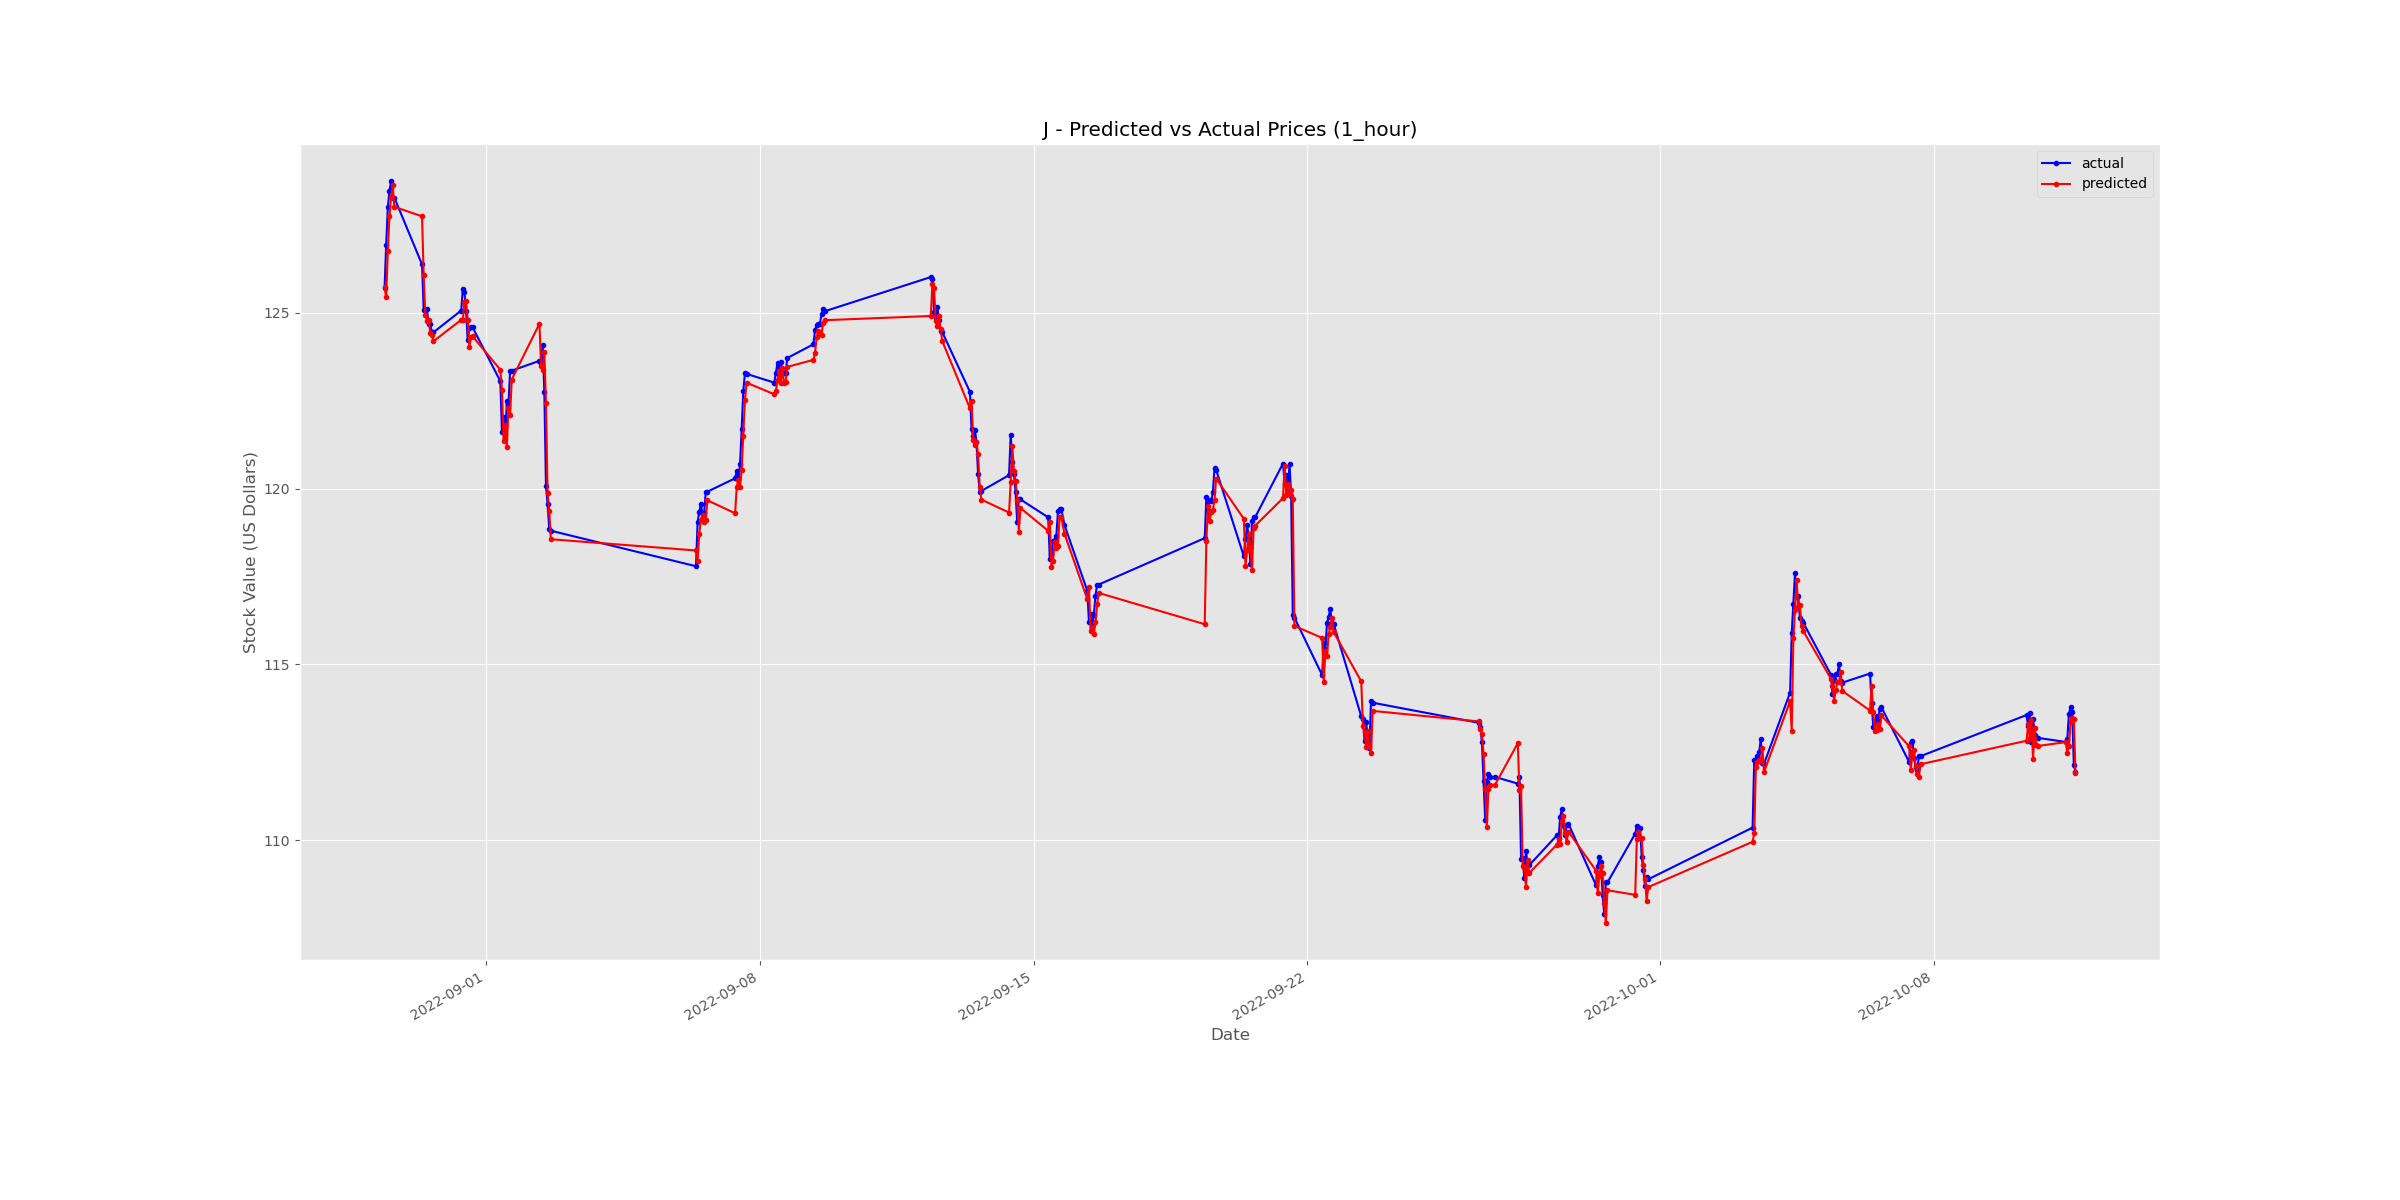 J - Predicted vs Actual Prices (1_hour)
actual
predicted
Stock Value (US Dollars)
125
120
115
110
2022-09-01
2022-09-08
2022-09-15
2022-09-22
2022-10-01
2022-10-08
Date